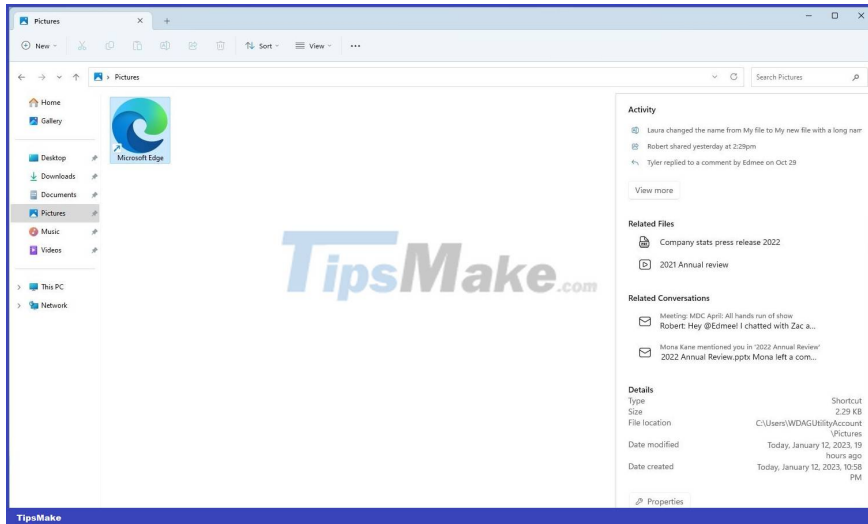 Pictures
New
Sort
View
Pictures
Search Pictures
Home
Gallery
Desktop
Downloads
Documents
Pictures
Music
Videos
This PC
Network
Microsoft Edge
TipsMake.com
Activity
Laura changed the name from My file to My new file with a long nam
Robert shared yesterday at 2:29pm
Tyler replied to a comment by Edmee on Oct 29
View more
Related Files
Company stats press release 2022
2021 Annual review
Related Conversations
Meeting: MDC April: All hands run of show
Robert: Hey @Edmee! I chatted with Zac a...
Mona Kane mentioned you in '2022 Annual Review'
2022 Annual Review.pptx Mona left a com...
Details
Type Shortcut
Size 2.29 KB
File location C:\Users\WDAGUtilityAccount
\Pictures
Date modified Today, January 12, 2023, 19
hours ago
Date created Today, January 12, 2023, 10:58
PM
Properties
TipsMake